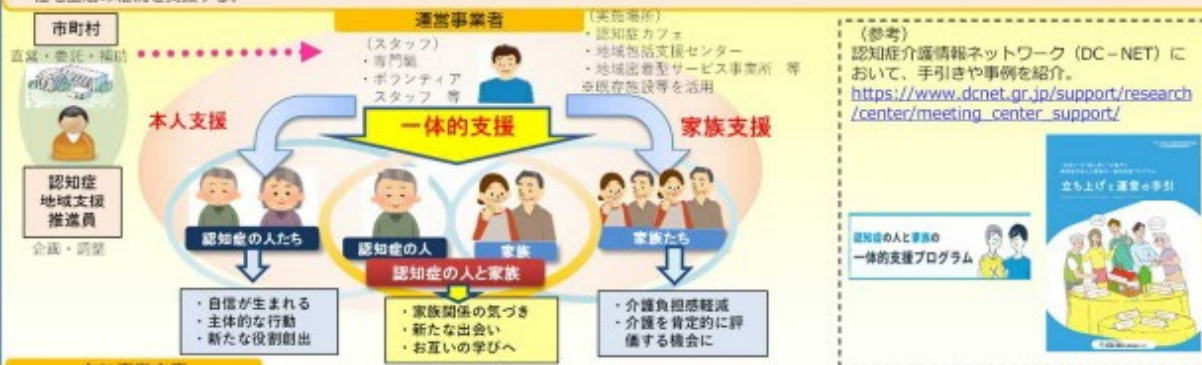 市町村
直営・委託・補助
認知症
地域支援
推進員
企画・調整
運営事業者
(スタッフ)
・専門職
・ボランティア
スタッフ 等
(実施場所)
・認知症カフェ
・地域包括支援センター
・地域密着型サービス事業所 等
※既存施設等を活用
本人支援
一体的支援
家族支援
認知症の人たち
認知症の人
家族
家族たち
認知症の人と家族
・自信が生まれる
・主体的な行動
・新たな役割創出
・家族関係の気づき
・新たな出会い
・お互いの学びへ
・介護負担感軽減
・介護を肯定的に評
価する機会に
(参考)
認知症介護情報ネットワーク(DC-NET)に
おいて、手引きや事例を紹介。
https://www.dcnet.gr.jp/support/research
/center/meeting_center_support/
認知症の人と家族の
一体的支援プログラム
立ち上げと運営の手引